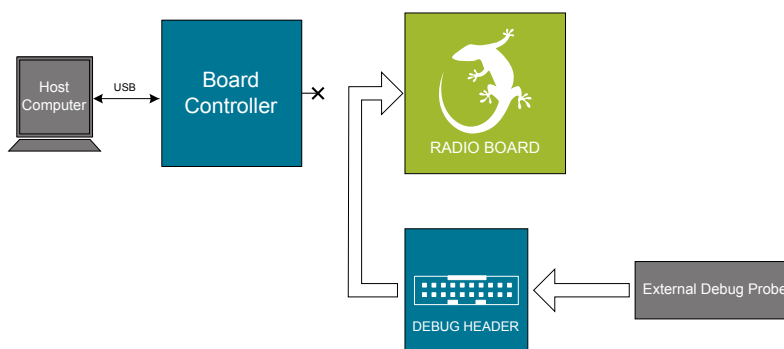 Host
Computer
USB
Board
Controller
RADIO BOARD
DEBUG HEADER
External Debug Probe